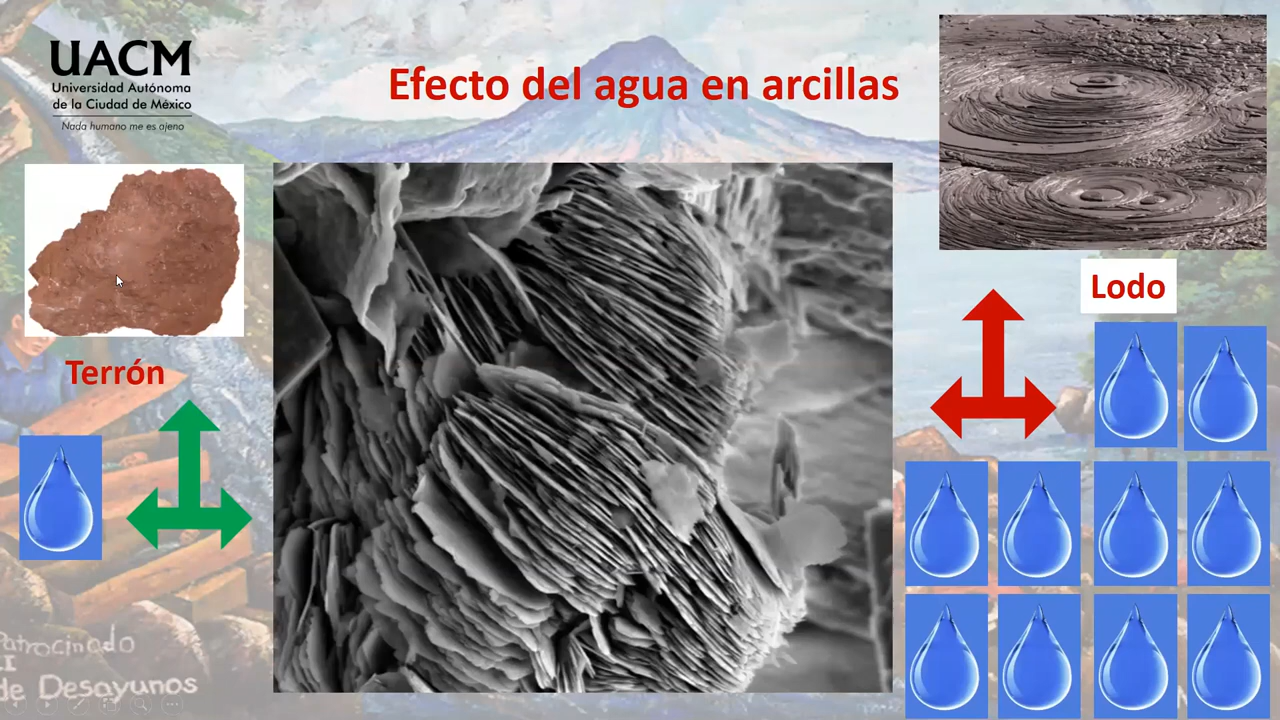 UACM
Universidad Autónoma
de la Ciudad de México
Nada humano me es ajeno
Efecto del agua en arcillas
Terrón
Lodo
Patrocinado
de Desayunos